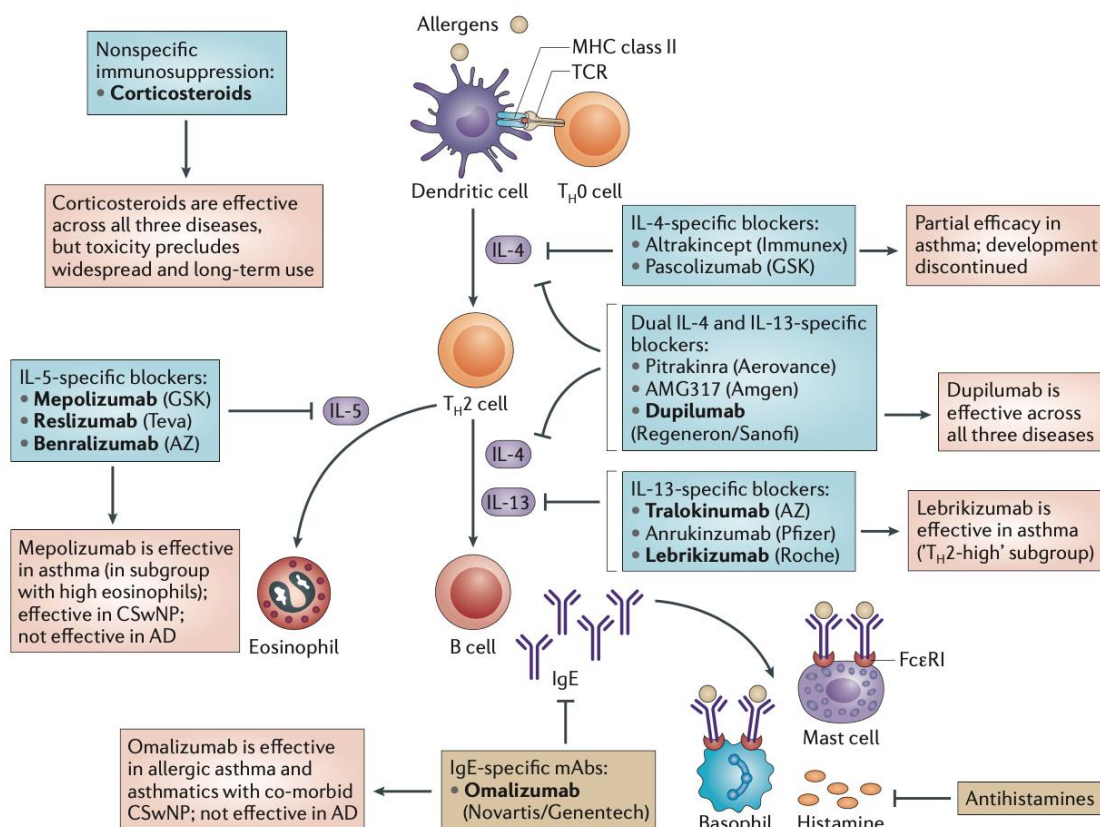 Allergens
MHC class II
TCR
Dendritic cell
T_H0 cell
Nonspecific
immunosuppression:
• Corticosteroids
Corticosteroids are effective
across all three diseases,
but toxicity precludes
widespread and long-term use
IL-4
IL-4-specific blockers:
• Altrakincept (Immunex)
• Pascolizumab (GSK)
Partial efficacy in
asthma; development
discontinued
Dual IL-4 and IL-13-specific
blockers:
• Pitrakinra (Aerovance)
• AMG317 (Amgen)
• Dupilumab
(Regeneron/Sanofi)
Dupilumab is
effective across
all three diseases
IL-5-specific blockers:
• Mepolizumab (GSK)
• Reslizumab (Teva)
• Benralizumab (AZ)
IL-5
T_H2 cell
IL-4
IL-13
IL-13-specific blockers:
• Tralokinumab (AZ)
• Anrukinzumab (Pfizer)
• Lebrikizumab (Roche)
Lebrikizumab is
effective in asthma
('T_H2-high' subgroup)
Mepolizumab is effective
in asthma (in subgroup
with high eosinophils);
effective in CSwNP;
not effective in AD
Eosinophil
B cell
IgE
FcεRI
Mast cell
Omalizumab is effective
in allergic asthma and
asthmatics with co-morbid
CSwNP; not effective in AD
IgE-specific mAbs:
• Omalizumab
(Novartis/Genentech)
Basophil
Histamine
Antihistamines